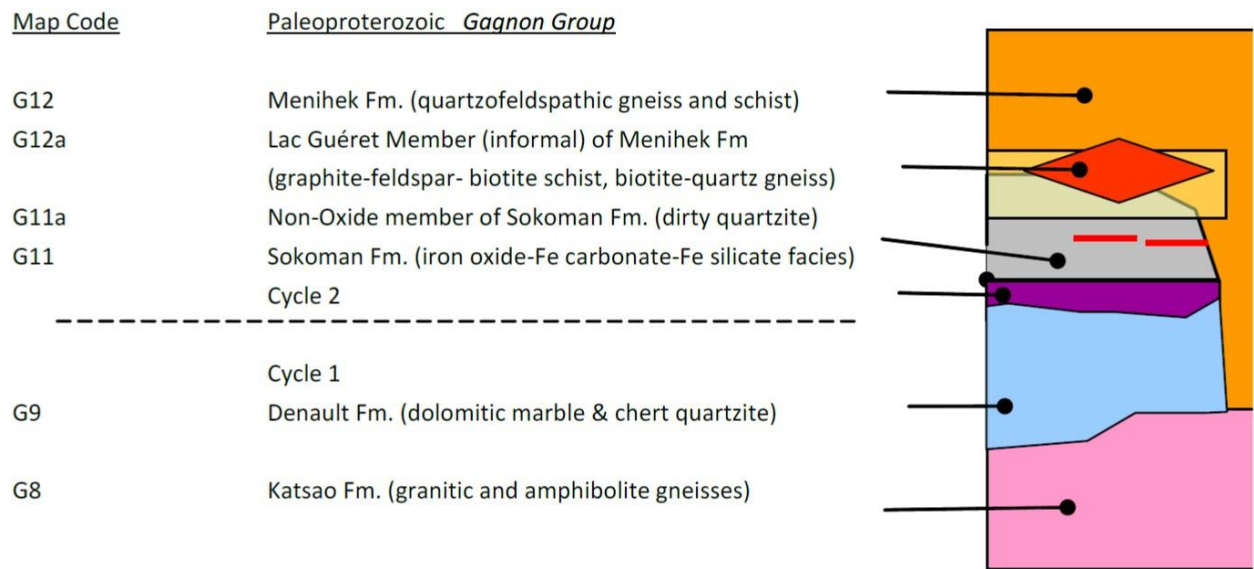 Map Code Paleoproterozoic Gagnon Group
G12 Menihek Fm. (quartzofeldspathic gneiss and schist)
G12a Lac Guéret Member (informal) of Menihek Fm
(graphite-feldspar- biotite schist, biotite-quartz gneiss)
G11a Non-Oxide member of Sokoman Fm. (dirty quartzite)
G11 Sokoman Fm. (iron oxide-Fe carbonate-Fe silicate facies)
Cycle 2
Cycle 1
G9 Denault Fm. (dolomitic marble & chert quartzite)
G8 Katsao Fm. (granitic and amphibolite gneisses)